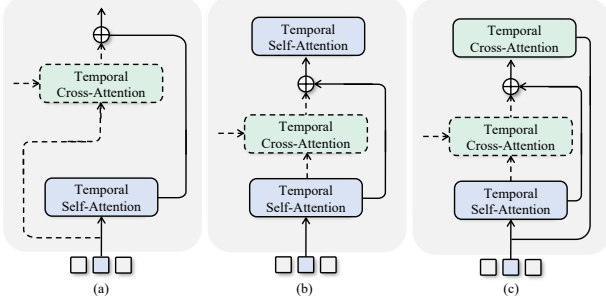 Temporal
Cross-Attention
Temporal
Self-Attention
(a)
Temporal
Self-Attention
Temporal
Cross-Attention
Temporal
Self-Attention
(b)
Temporal
Cross-Attention
Temporal
Cross-Attention
Temporal
Self-Attention
(c)